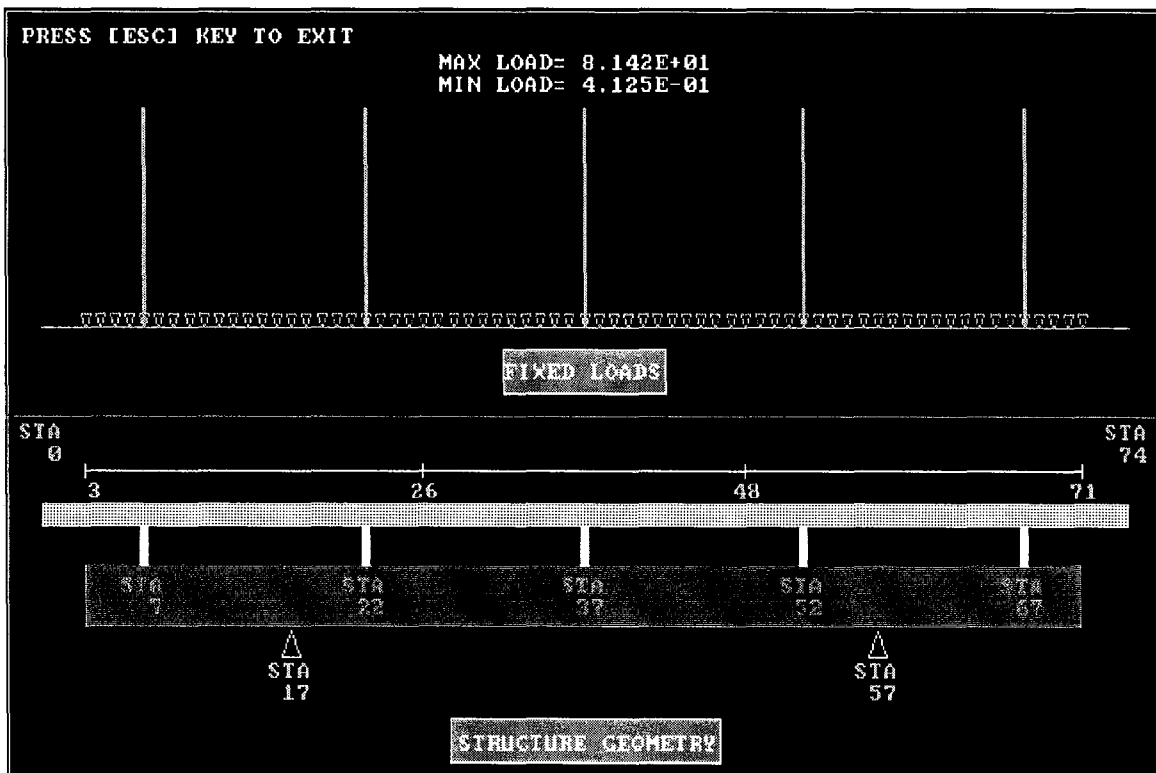 PRESS [ESC] KEY TO EXIT
MAX LOAD= 8.142E+01
MIN LOAD= 4.125E-01
FIXED LOADS
STA
0
STA
74
3 26 48 71
STA STA STA STA STA
7 22 37 52 67
STA STA
17 57
STRUCTURE GEOMETRY